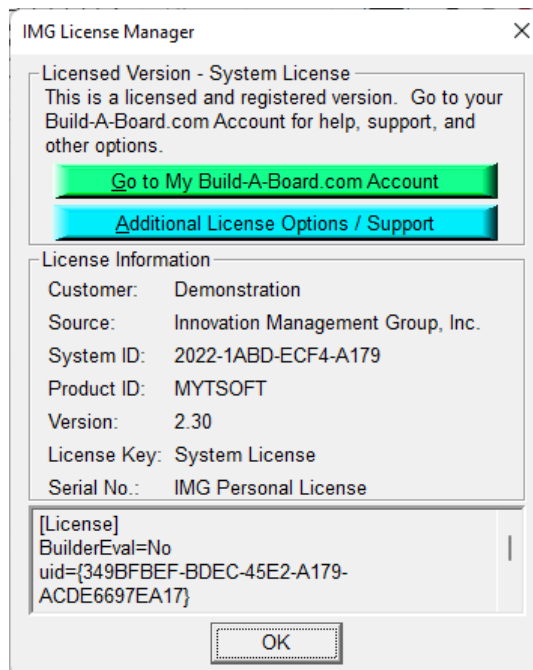 IMG License Manager
Licensed Version - System License
This is a licensed and registered version.  Go to your
Build-A-Board.com Account for help, support, and
other options.
Go to My Build-A-Board.com Account
Additional License Options / Support
License Information
Customer: Demonstration
Source: Innovation Management Group, Inc.
System ID: 2022-1ABD-ECF4-A179
Product ID: MYTSOFT
Version: 2.30
License Key: System License
Serial No.: IMG Personal License
[License]
BuilderEval=No
uid={349BFBEF-BDEC-45E2-A179-
ACDE6697EA17}
OK